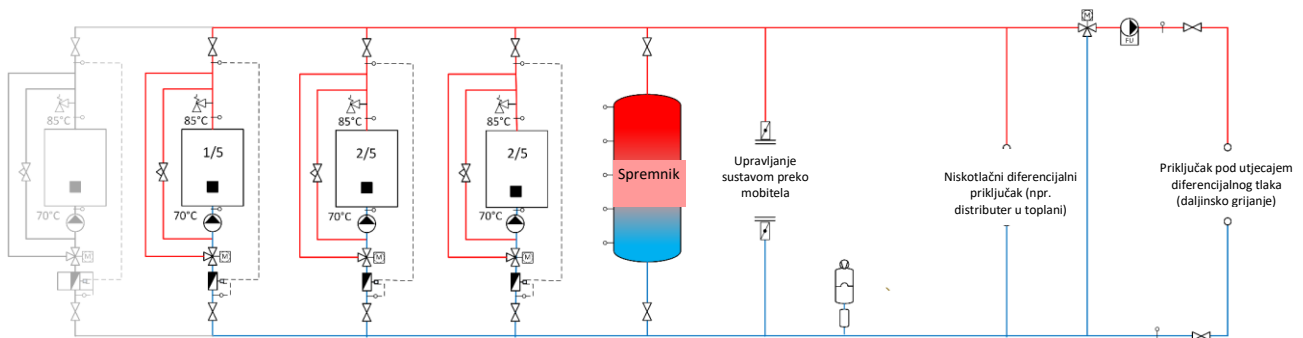 M
FU
85°C
85°C
85°C
85°C
1/5
2/5
2/5
Spremnik
Upravljanje
sustavom preko
mobitela
Niskotlačni diferencijalni
priključak (npr.
distributer u toplani)
Priključak pod utjecajem
diferencijalnog tlaka
(daljinsko grijanje)
70°C
70°C
70°C
70°C
M
M
M
M